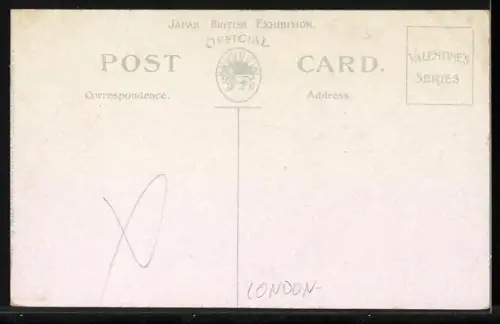 JAPAN BRITISH EXHIBITION.
OFFICIAL
POST CARD.
VALENTINE'S
SERIES
Correspondence. Address.
LONDON-